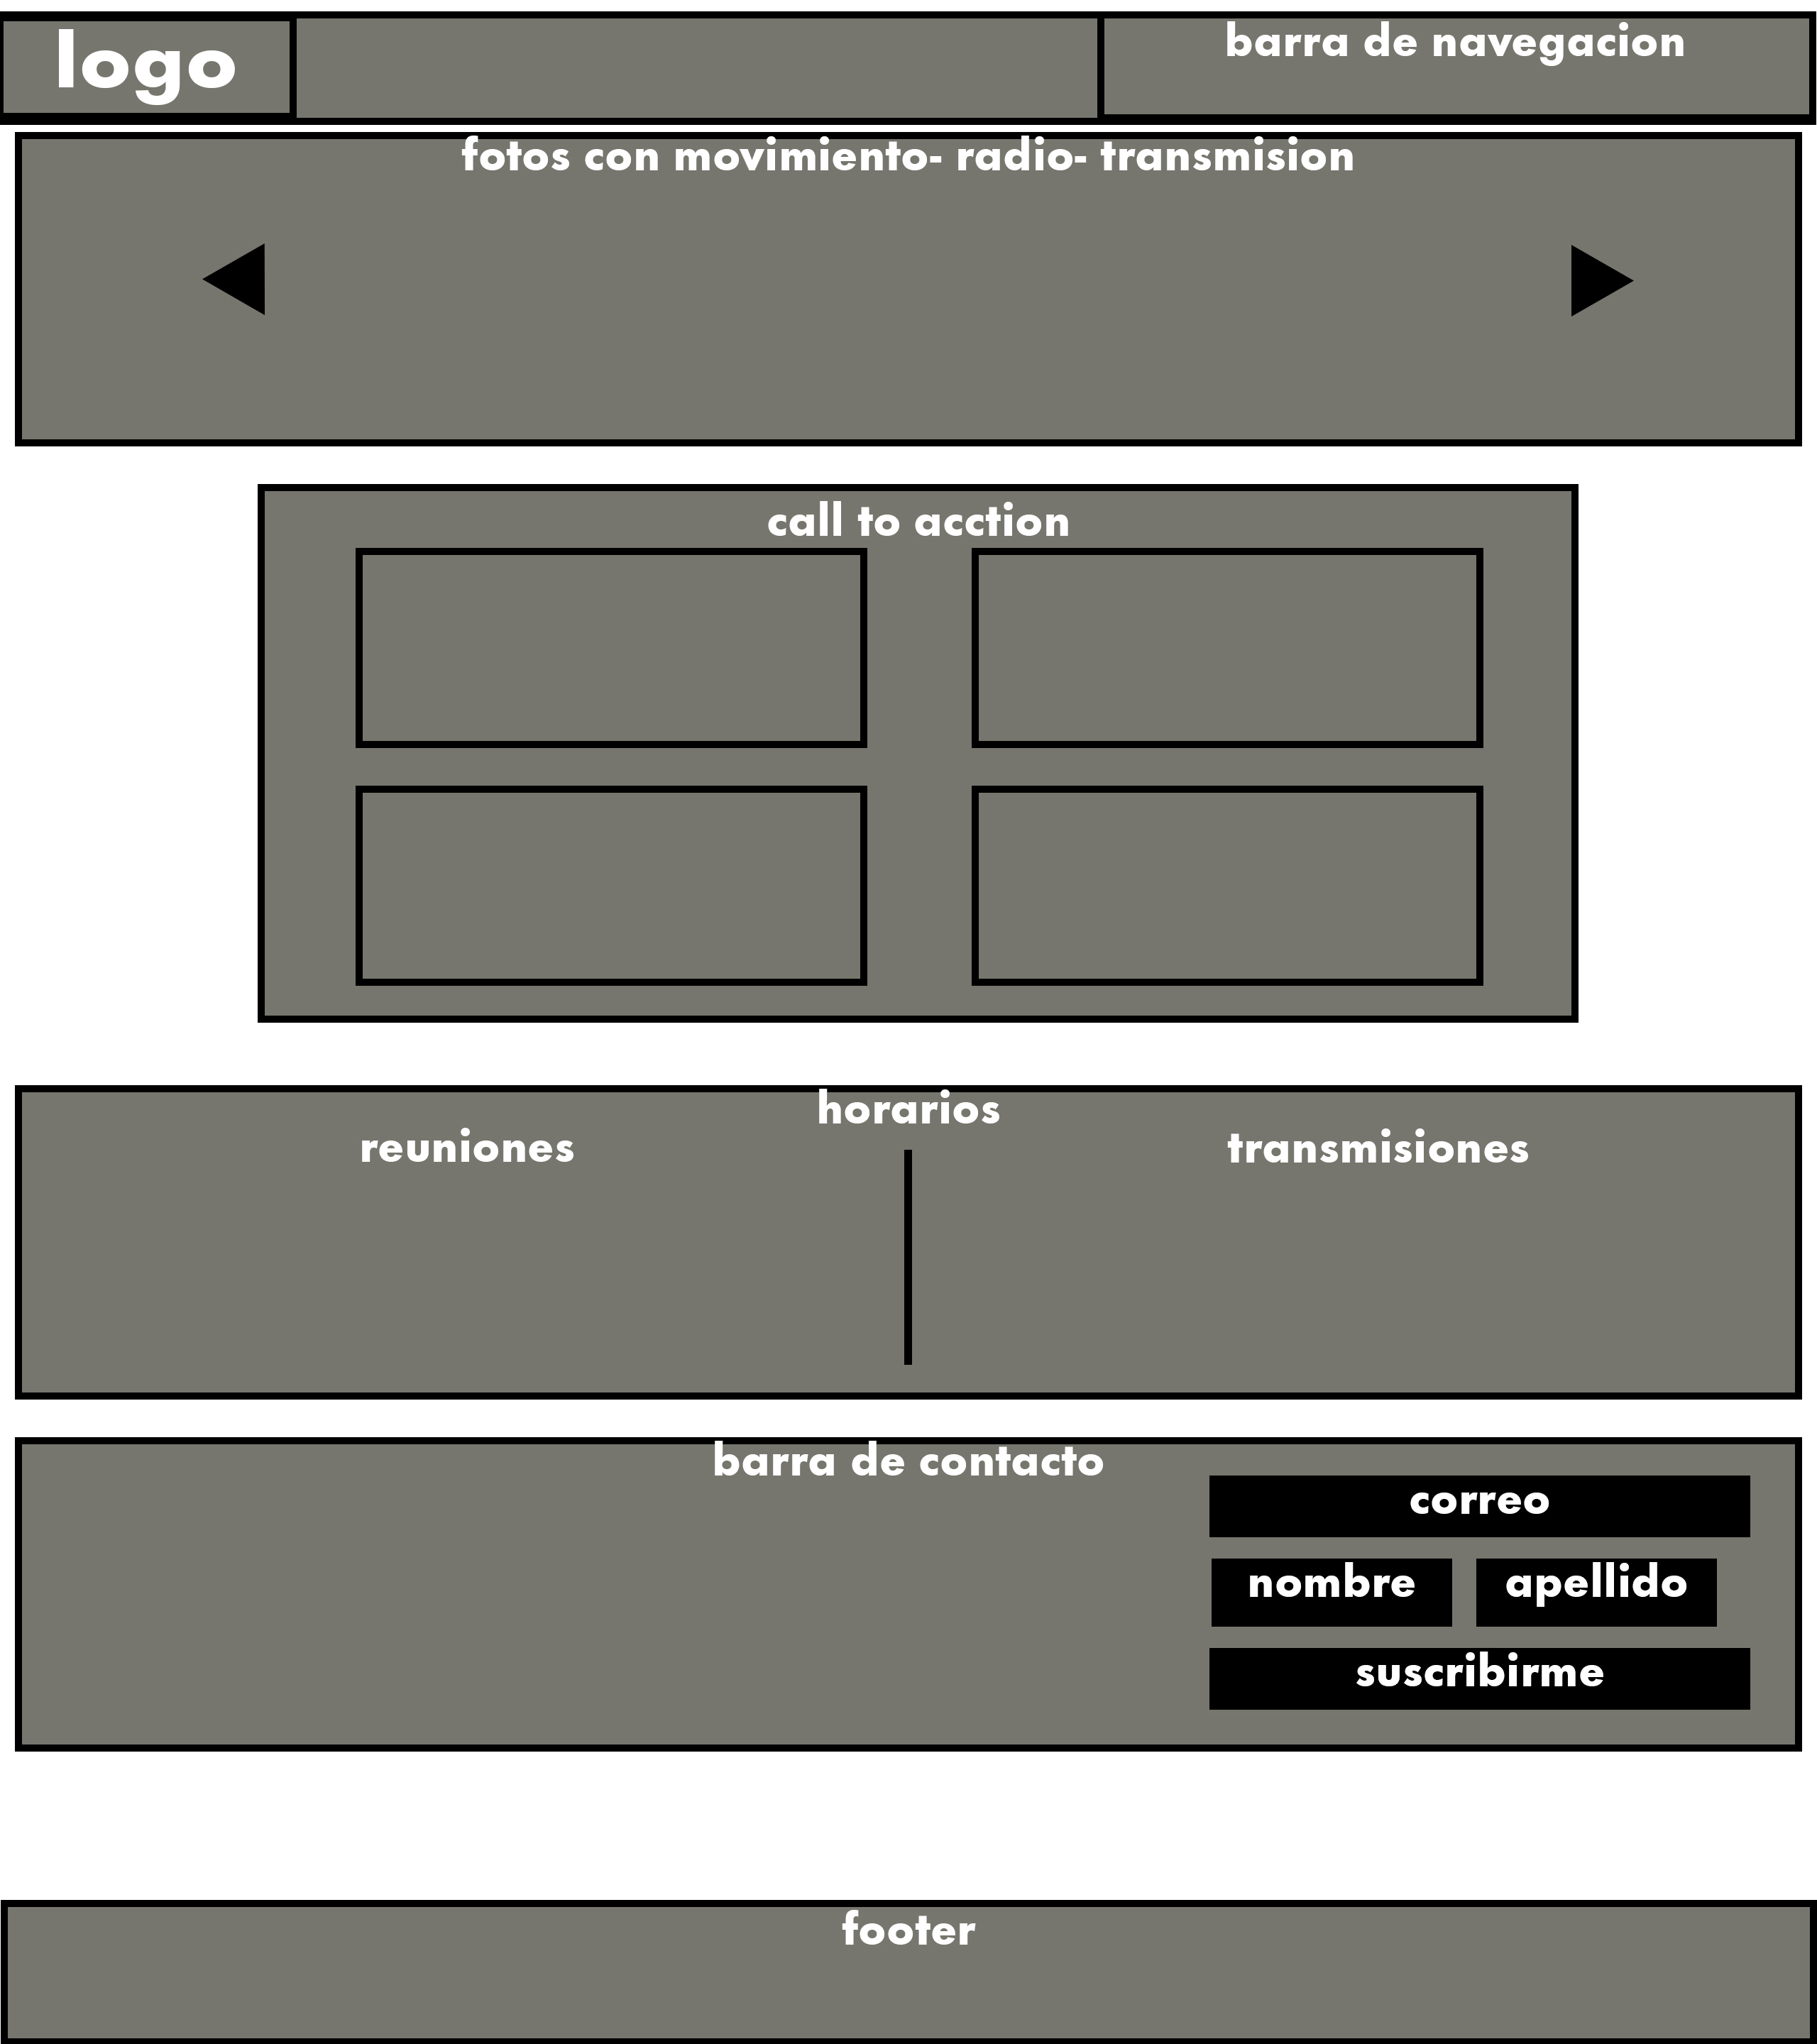 logo
barra de navegacion
fotos con movimiento- radio- transmision
call to acction
horarios
reuniones
transmisiones
barra de contacto
correo
nombre
apellido
suscribirme
footer